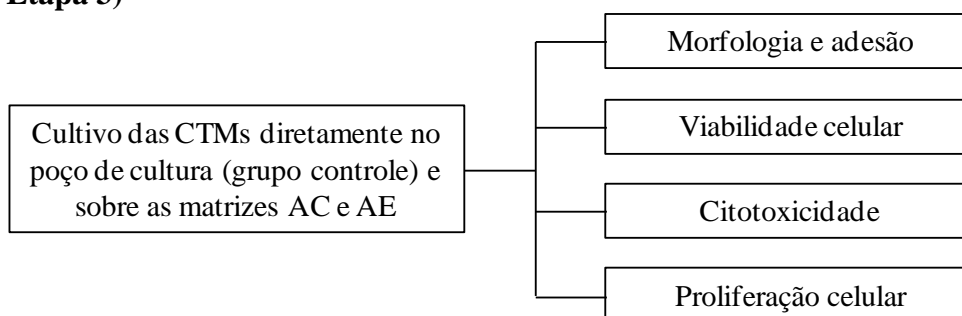 Etapa 3)
Morfologia e adesão
Cultivo das CTMs diretamente no
poço de cultura (grupo controle) e
sobre as matrizes AC e AE
Viabilidade celular
Citotoxicidade
Proliferação celular